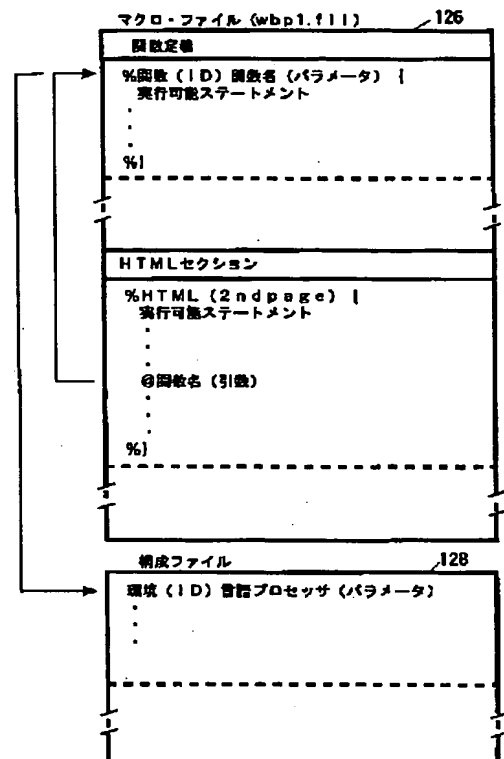 マクロ・ファイル (wbp1.fil) 126
関数定義
%関数 (ID) 関数名 (パラメータ) {
実行可能ステートメント
.
.
.
%}
HTMLセクション
%HTML (2ndpage) {
実行可能ステートメント
.
.
.
@関数名 (引数)
.
.
.
%}
構成ファイル 128
環境 (ID) 言語プロセッサ (パラメータ)
.
.
.